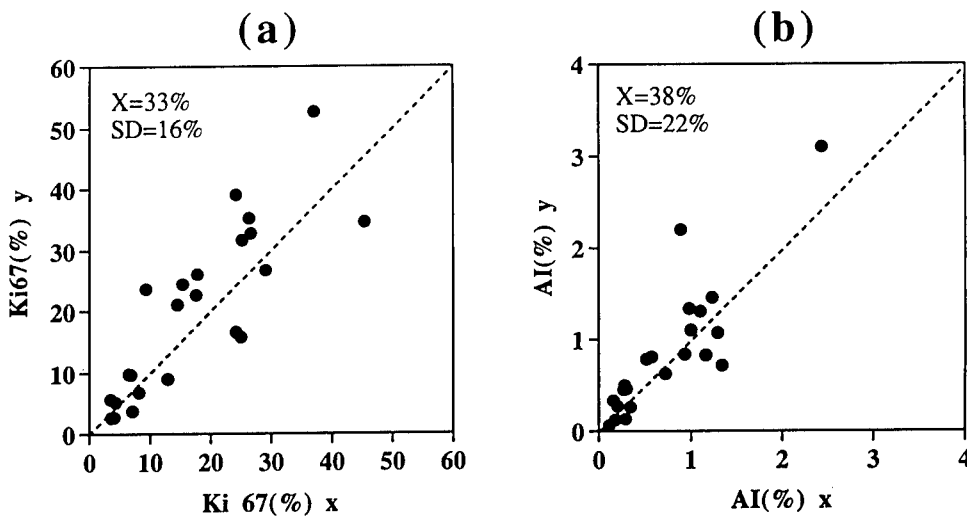 (a)
60
50
40
30
20
10
0
Ki67(%) y
X=33%
SD=16%
0 10 20 30 40 50 60
Ki 67(%) x
(b)
4
3
2
1
0
AI(%) y
X=38%
SD=22%
0 1 2 3 4
AI(%) x